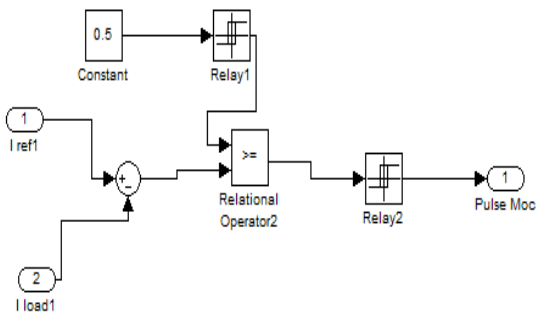 0.5
Constant
Relay1
1
I ref1
+
−
>=
Relational
Operator2
Relay2
1
Pulse Moc
2
I load1